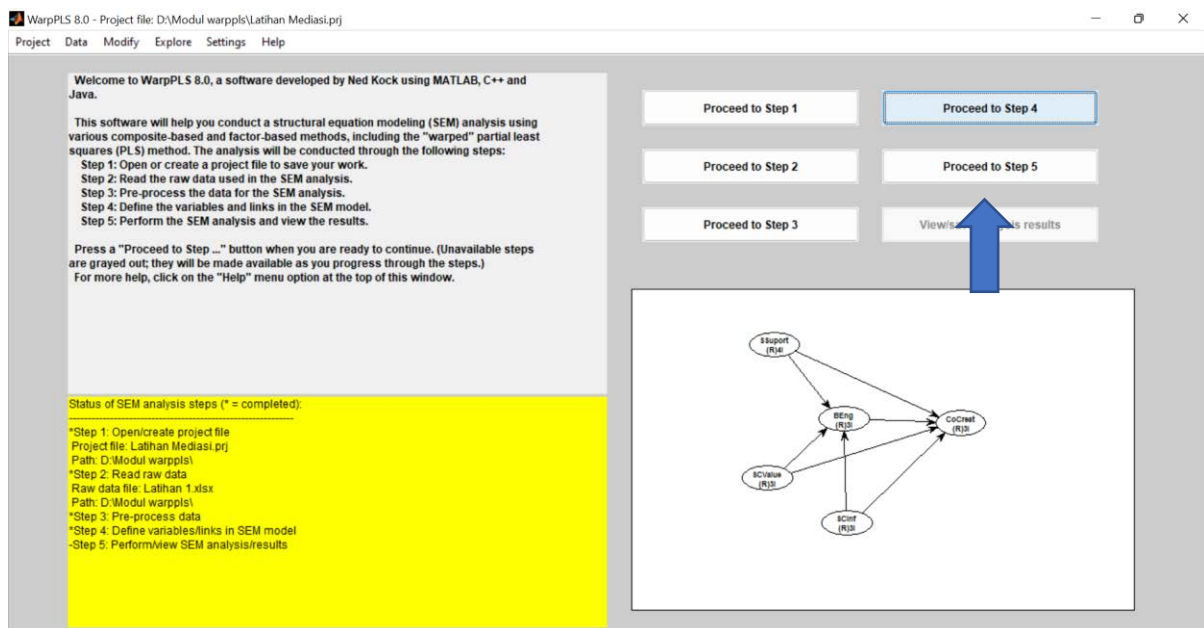 WarpPLS 8.0 - Project file: D:\Modul warppls\Latihan Mediasi.prj
Project Data Modify Explore Settings Help
Welcome to WarpPLS 8.0, a software developed by Ned Kock using MATLAB, C++ and
Java.
This software will help you conduct a structural equation modeling (SEM) analysis using
various composite-based and factor-based methods, including the "warped" partial least
squares (PLS) method. The analysis will be conducted through the following steps:
Step 1: Open or create a project file to save your work.
Step 2: Read the raw data used in the SEM analysis.
Step 3: Pre-process the data for the SEM analysis.
Step 4: Define the variables and links in the SEM model.
Step 5: Perform the SEM analysis and view the results.
Press a "Proceed to Step ..." button when you are ready to continue. (Unavailable steps
are grayed out; they will be made available as you progress through the steps.)
For more help, click on the "Help" menu option at the top of this window.
Status of SEM analysis steps (* = completed):
*Step 1: Open/create project file
Project file: Latihan Mediasi.prj
Path: D:\Modul warppls\
*Step 2: Read raw data
Raw data file: Latihan 1.xlsx
Path: D:\Modul warppls\
*Step 3: Pre-process data
*Step 4: Define variables/links in SEM model
-Step 5: Perform/view SEM analysis/results
Proceed to Step 1
Proceed to Step 4
Proceed to Step 2
Proceed to Step 5
Proceed to Step 3
results
SSuport
(R)4I
BEng
(R)3I
CoCreat
(R)3I
SCValue
(R)3I
SCInf
(R)3I